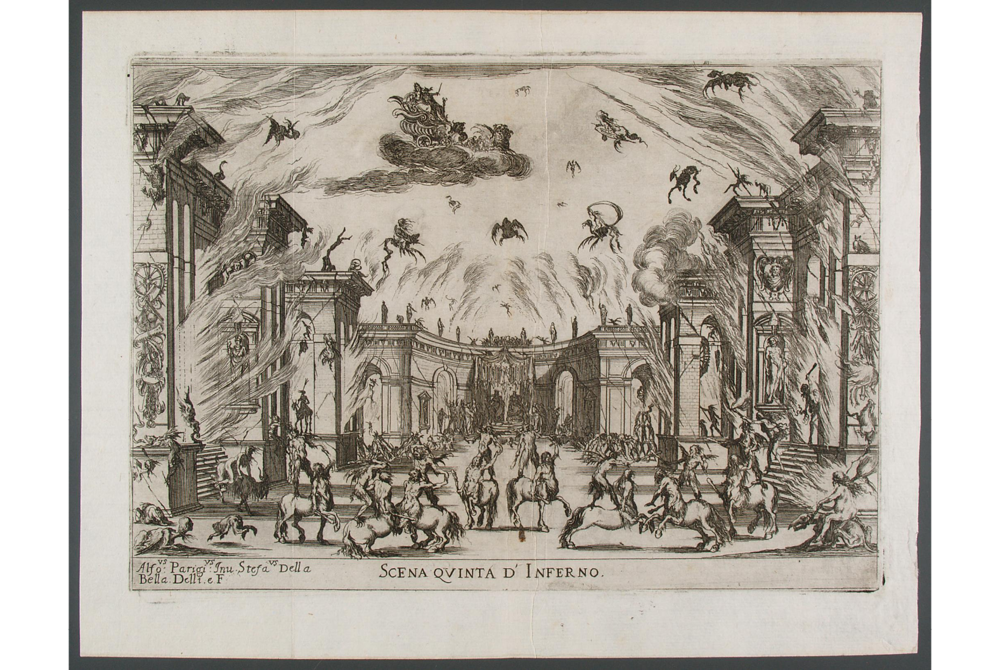 Alfo^vs: Parigi^vs: Inu. Stefa^vs Della
Bella. Delli. e F
SCENA QVINTA D' INFERNO.